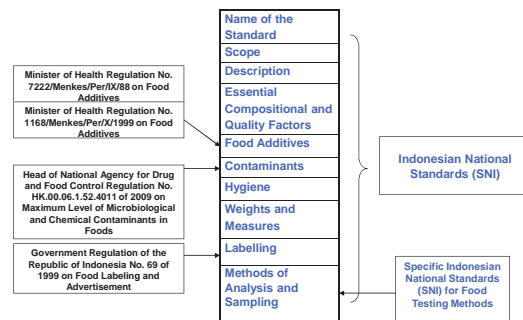 Name of the
Standard
Scope
Description
Essential
Compositional and
Quality Factors
Food Additives
Contaminants
Hygiene
Weights and
Measures
Labelling
Methods of
Analysis and
Sampling
Minister of Health Regulation No.
7222/Menkes/Per/IX/88 on Food
Additives
Minister of Health Regulation No.
1168/Menkes/Per/X/1999 on Food
Additives
Head of National Agency for Drug
and Food Control Regulation No.
HK.00.06.1.52.4011 of 2009 on
Maximum Level of Microbiological
and Chemical Contaminants in
Foods
Government Regulation of the
Republic of Indonesia No. 69 of
1999 on Food Labeling and
Advertisement
Indonesian National
Standards (SNI)
Specific Indonesian
National Standards
(SNI) for Food
Testing Methods